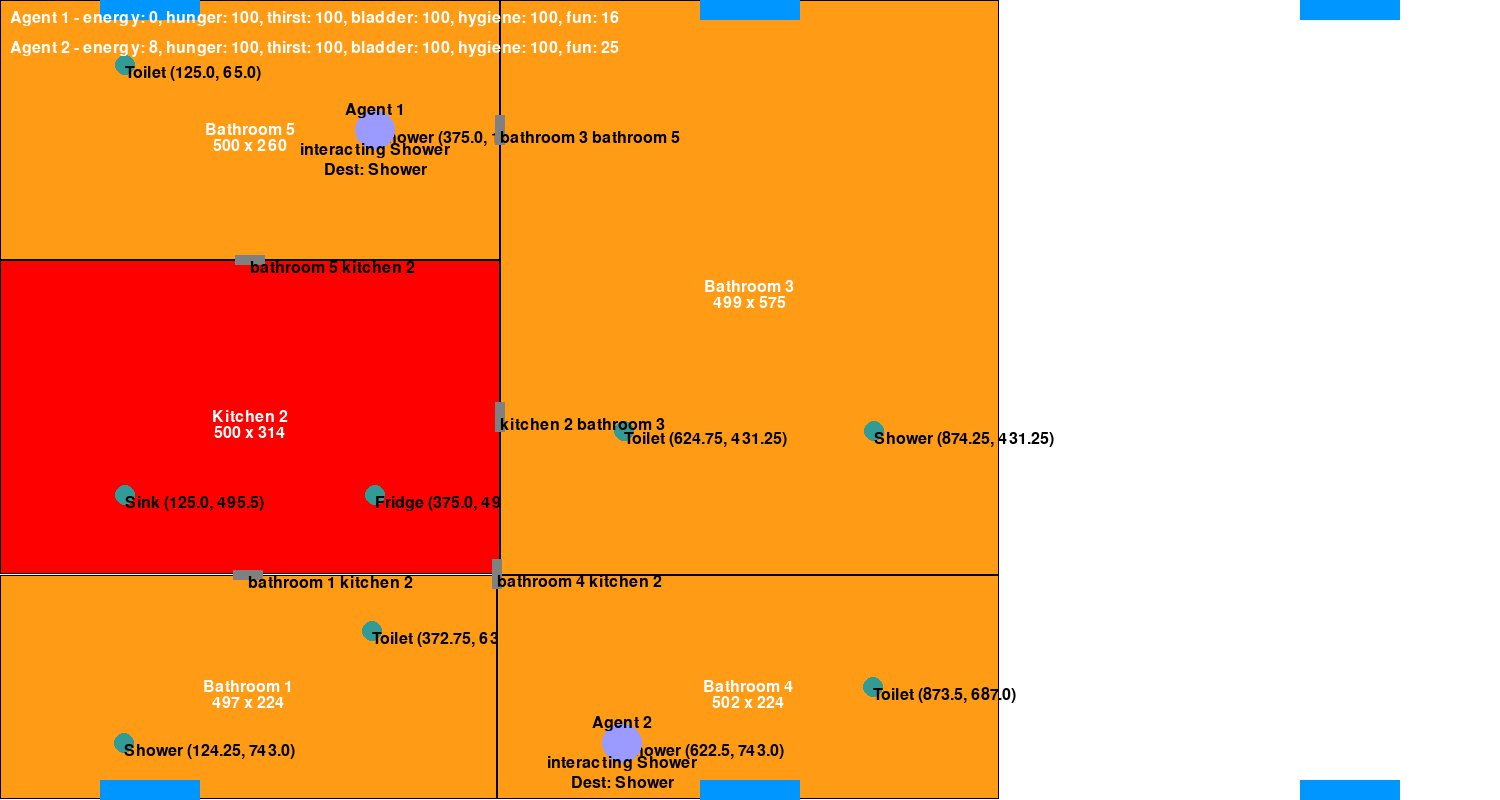 Agent 1 - energy: 0, hunger: 100, thirst: 100, bladder: 100, hygiene: 100, fun: 16
Agent 2 - energy: 8, hunger: 100, thirst: 100, bladder: 100, hygiene: 100, fun: 25
Toilet (125.0, 65.0)
Agent 1
Bathroom 5
500 x 260
ower (375.0,
bathroom 3 bathroom 5
interacting Shower
Dest: Shower
bathroom 5 kitchen 2
Bathroom 3
499 x 575
Kitchen 2
500 x 314
kitchen 2 bathroom 3
Toilet (624.75, 431.25)
Shower (874.25, 431.25)
Sink (125.0, 495.5)
Fridge (375.0, 49
bathroom 1 kitchen 2
bathroom 4 kitchen 2
Toilet (372.75, 63
Bathroom 1
497 x 224
Bathroom 4
502 x 224
Toilet (873.5, 687.0)
Agent 2
Shower (124.25, 743.0)
ower (622.5, 743.0)
interacting Shower
Dest: Shower